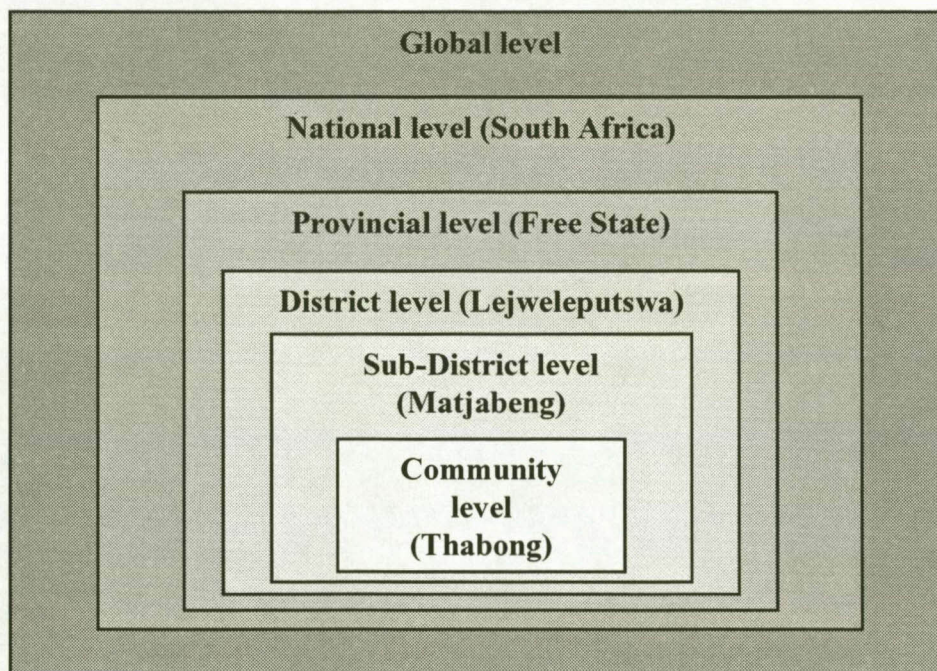 Global level
National level (South Africa)
Provincial level (Free State)
District level (Lejweleputswa)
Sub-District level
(Matjabeng)
Community
level
(Thabong)